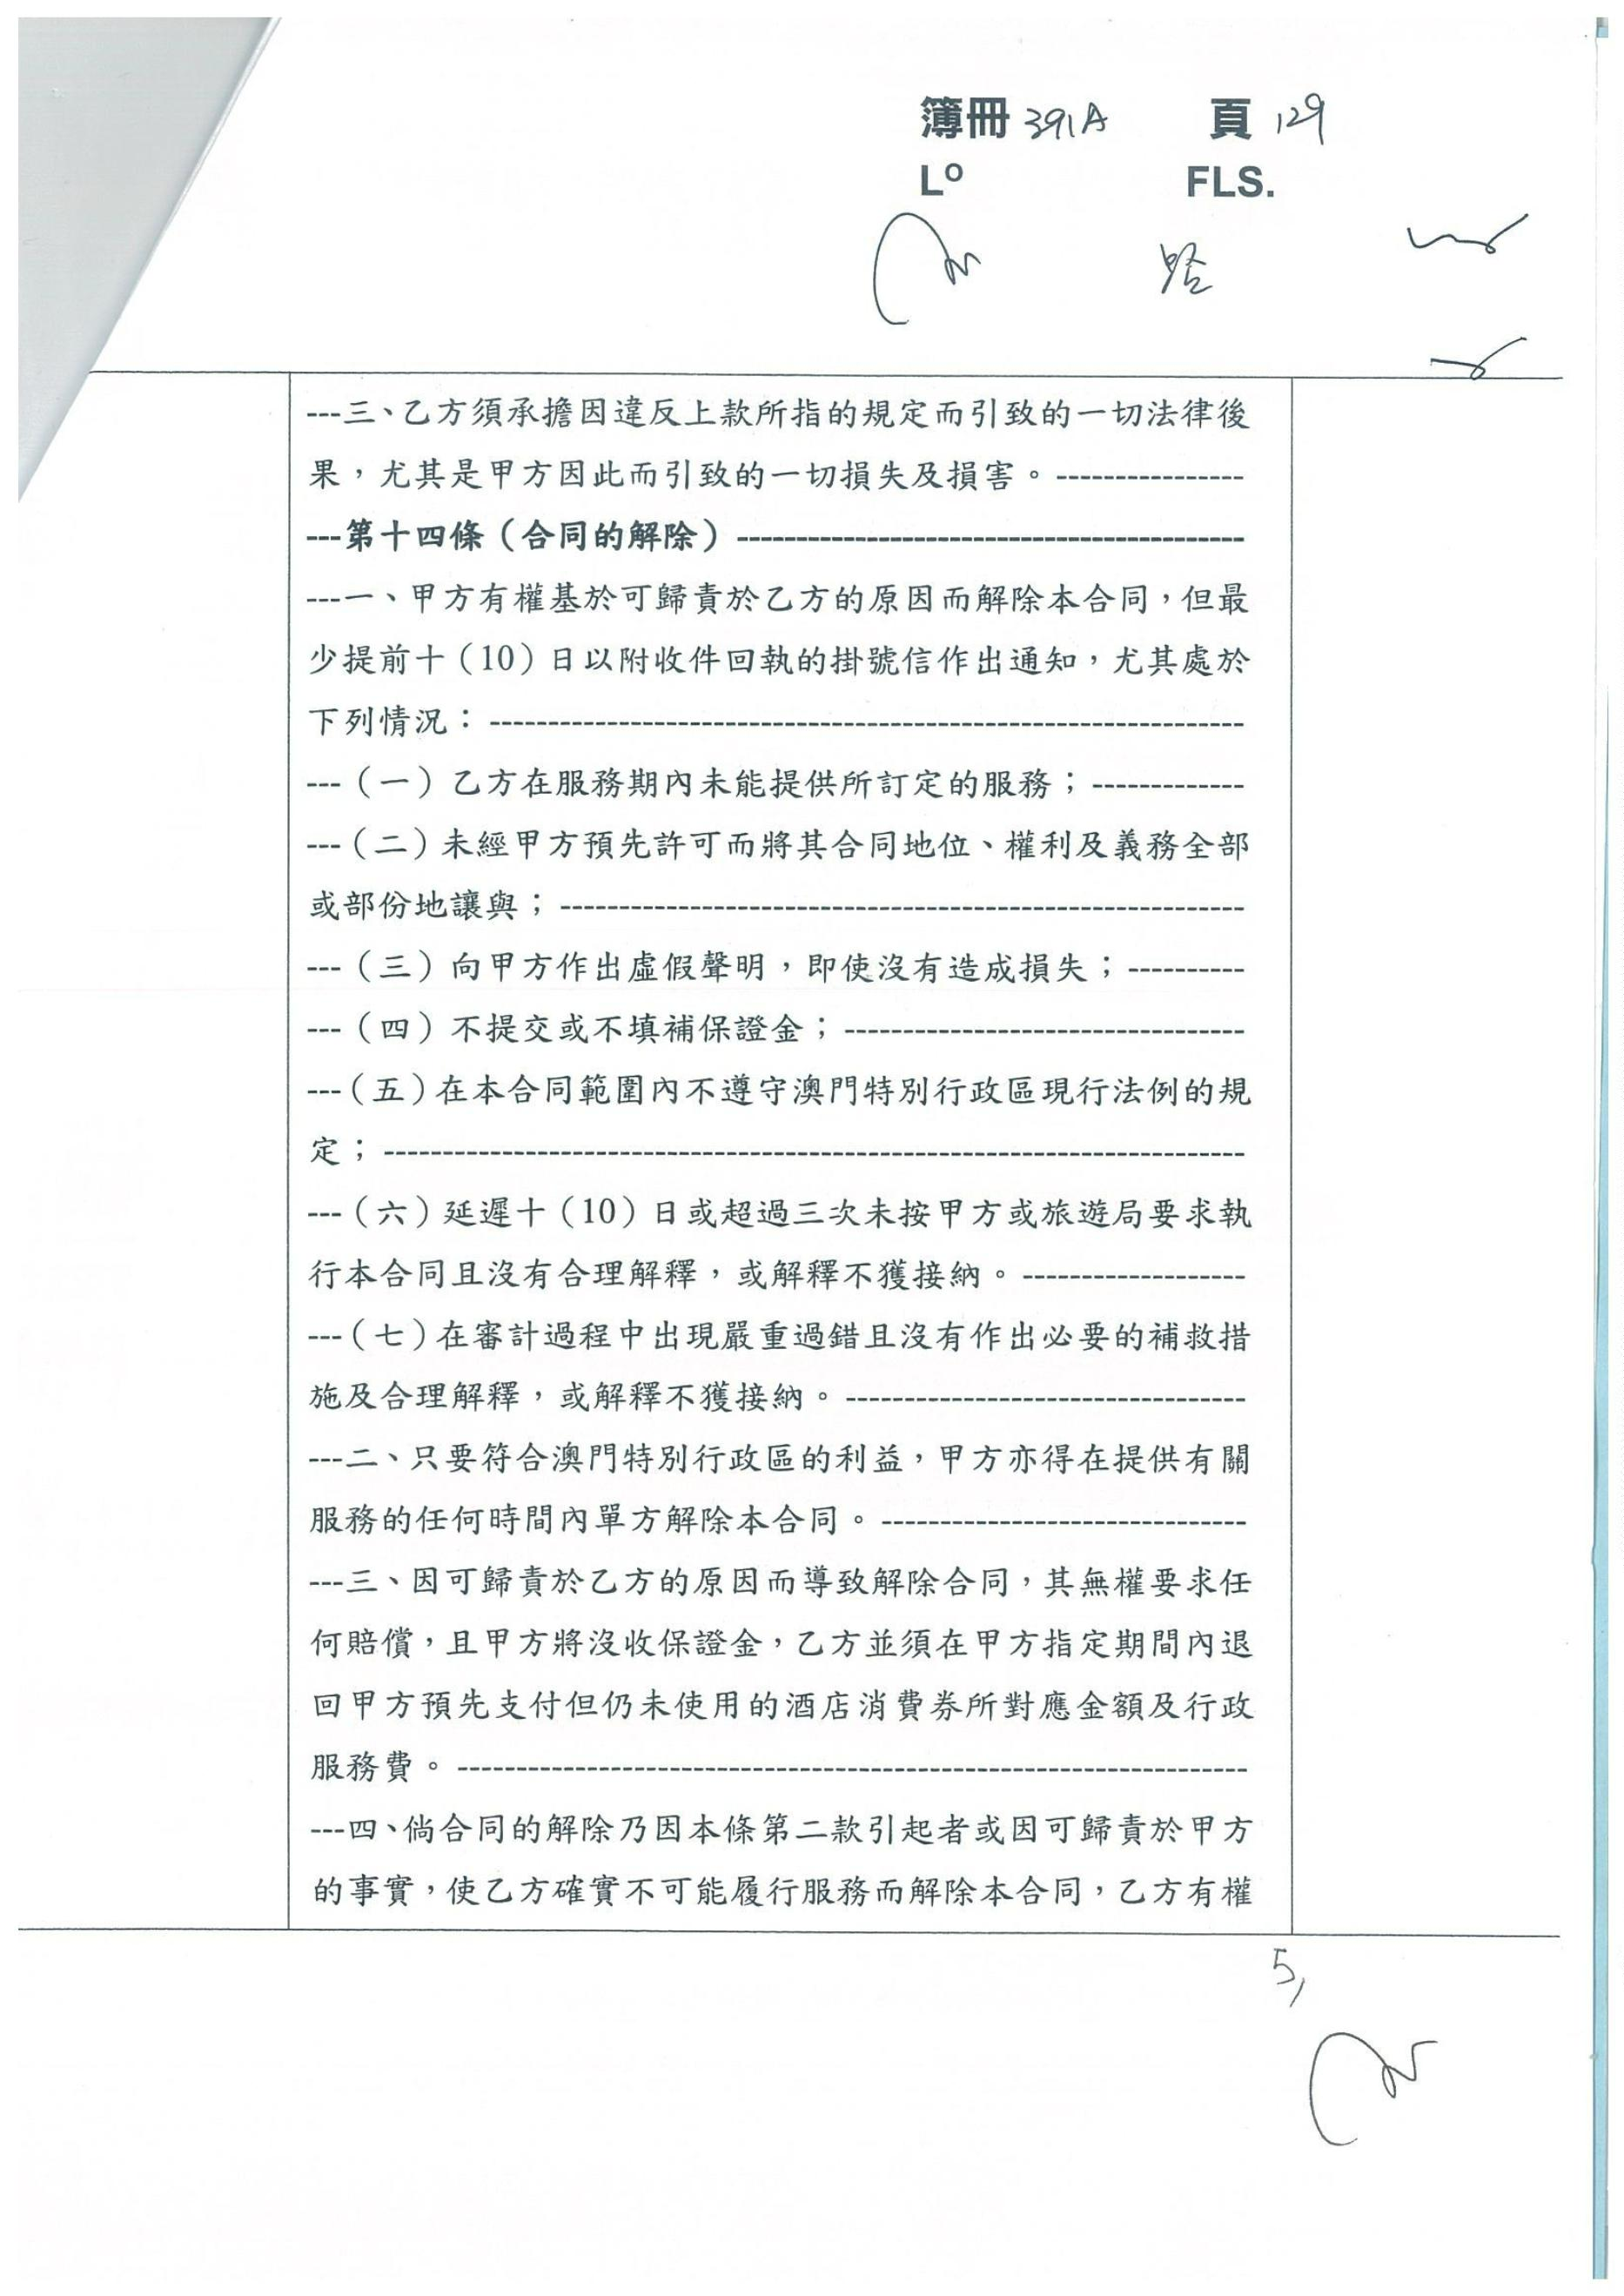 簿冊 391A 頁 129
Lº FLS.
---三、乙方須承擔因違反上款所指的規定而引致的一切法律後
果，尤其是甲方因此而引致的一切損失及損害。----------------
---第十四條（合同的解除）-------------------------------------------
---一、甲方有權基於可歸責於乙方的原因而解除本合同，但最
少提前十（10）日以附收件回執的掛號信作出通知，尤其處於
下列情況：----------------------------------------------------------------
---（一）乙方在服務期內未能提供所訂定的服務；-------------
---（二）未經甲方預先許可而將其合同地位、權利及義務全部
或部份地讓與；----------------------------------------------------------
---（三）向甲方作出虛假聲明，即使沒有造成損失；----------
---（四）不提交或不填補保證金；----------------------------------
---（五）在本合同範圍內不遵守澳門特別行政區現行法例的規
定；-------------------------------------------------------------------------
---（六）延遲十（10）日或超過三次未按甲方或旅遊局要求執
行本合同且沒有合理解釋，或解釋不獲接納。-------------------
---（七）在審計過程中出現嚴重過錯且沒有作出必要的補救措
施及合理解釋，或解釋不獲接納。----------------------------------
---二、只要符合澳門特別行政區的利益，甲方亦得在提供有關
服務的任何時間內單方解除本合同。-------------------------------
---三、因可歸責於乙方的原因而導致解除合同，其無權要求任
何賠償，且甲方將沒收保證金，乙方並須在甲方指定期間內退
回甲方預先支付但仍未使用的酒店消費券所對應金額及行政
服務費。-------------------------------------------------------------------
---四、倘合同的解除乃因本條第二款引起者或因可歸責於甲方
的事實，使乙方確實不可能履行服務而解除本合同，乙方有權
5,